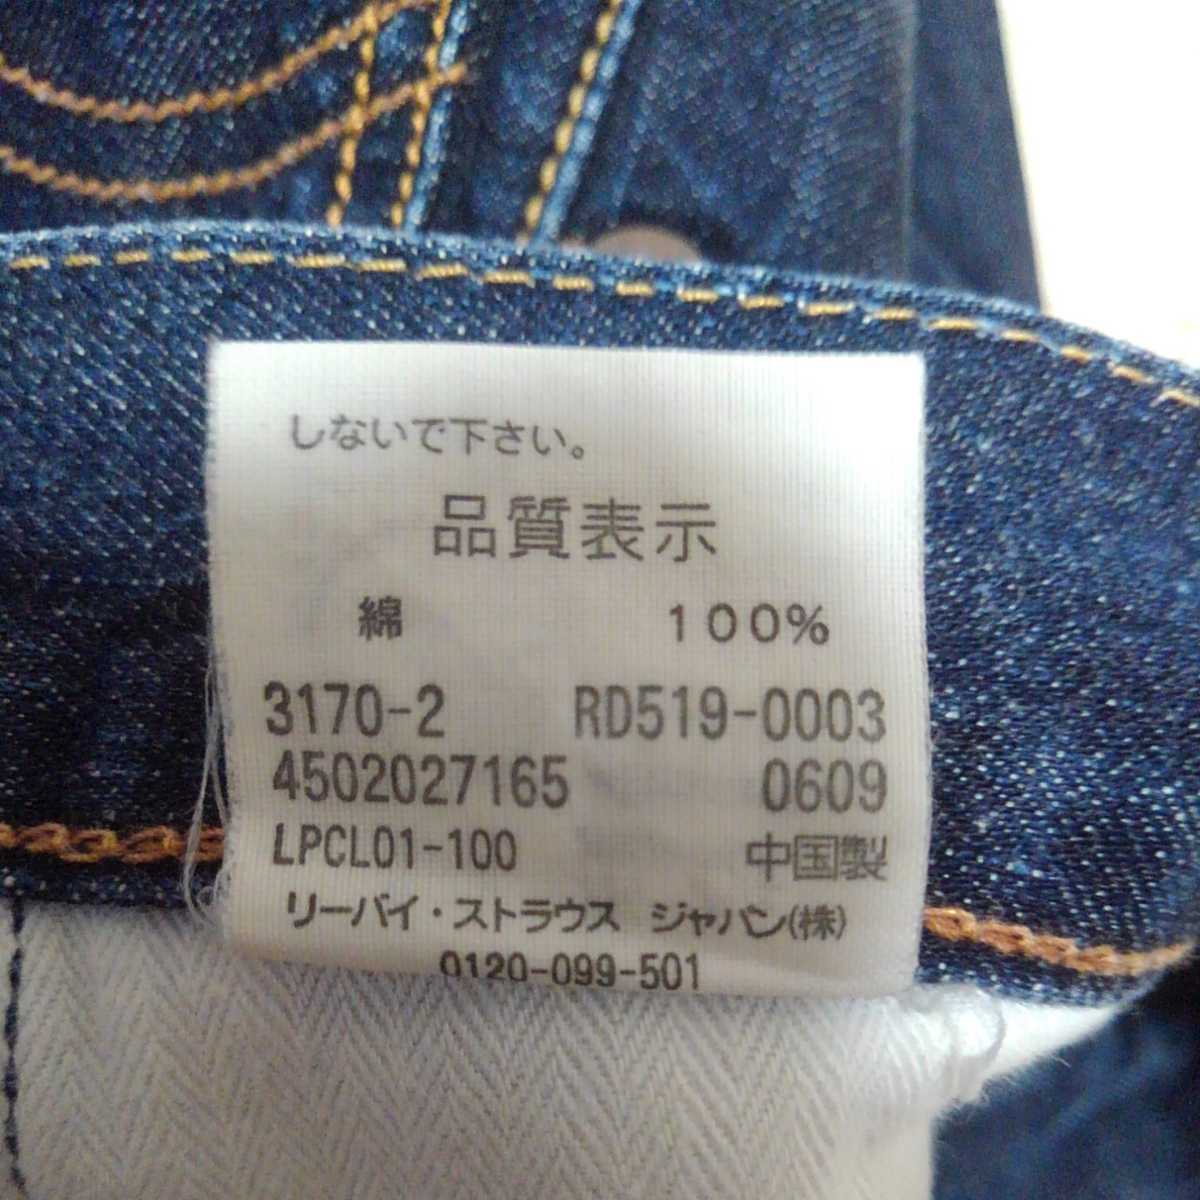 しないで下さい。
品質表示
綿 100%
3170-2 RD519-0003
4502027165 0609
LPCL01-100 中国製
リーバイ・ストラウス ジャパン(株)
0120-099-501